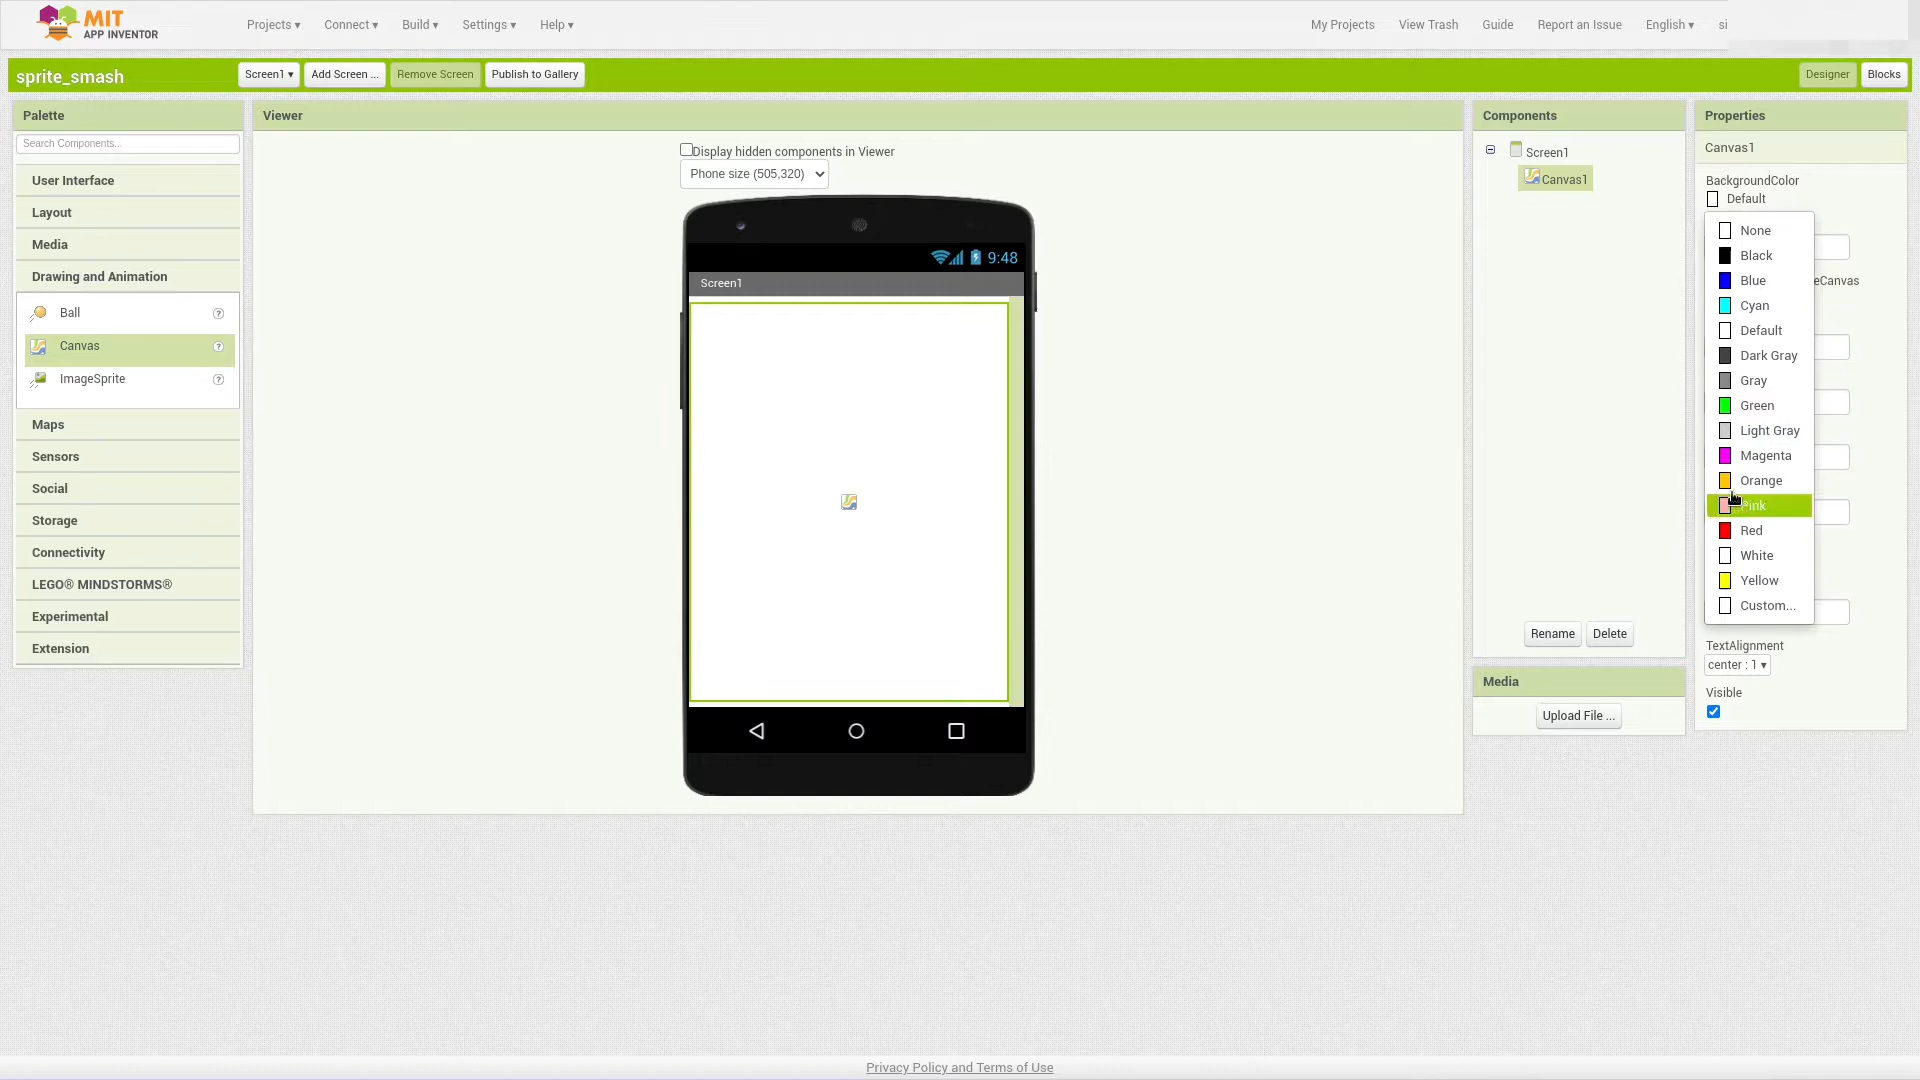 MIT
APP INVENTOR
Projects ▾
Connect ▾
Build ▾
Settings ▾
Help ▾
My Projects
View Trash
Guide
Report an Issue
English ▾
si
sprite_smash
Screen1 ▾
Add Screen ...
Remove Screen
Publish to Gallery
Designer
Blocks
Palette
Search Components...
User Interface
Layout
Media
Drawing and Animation
Ball
?
Canvas
?
ImageSprite
?
Maps
Sensors
Social
Storage
Connectivity
LEGO® MINDSTORMS®
Experimental
Extension
Viewer
Display hidden components in Viewer
Phone size (505,320)
9:48
Screen1
Components
Screen1
Canvas1
Rename
Delete
Media
Upload File ...
Properties
Canvas1
BackgroundColor
Default
None
Black
Blue
eCanvas
Cyan
Default
Dark Gray
Gray
Green
Light Gray
Magenta
Orange
Pink
Red
White
Yellow
Custom...
TextAlignment
center : 1 ▾
Visible
Privacy Policy and Terms of Use